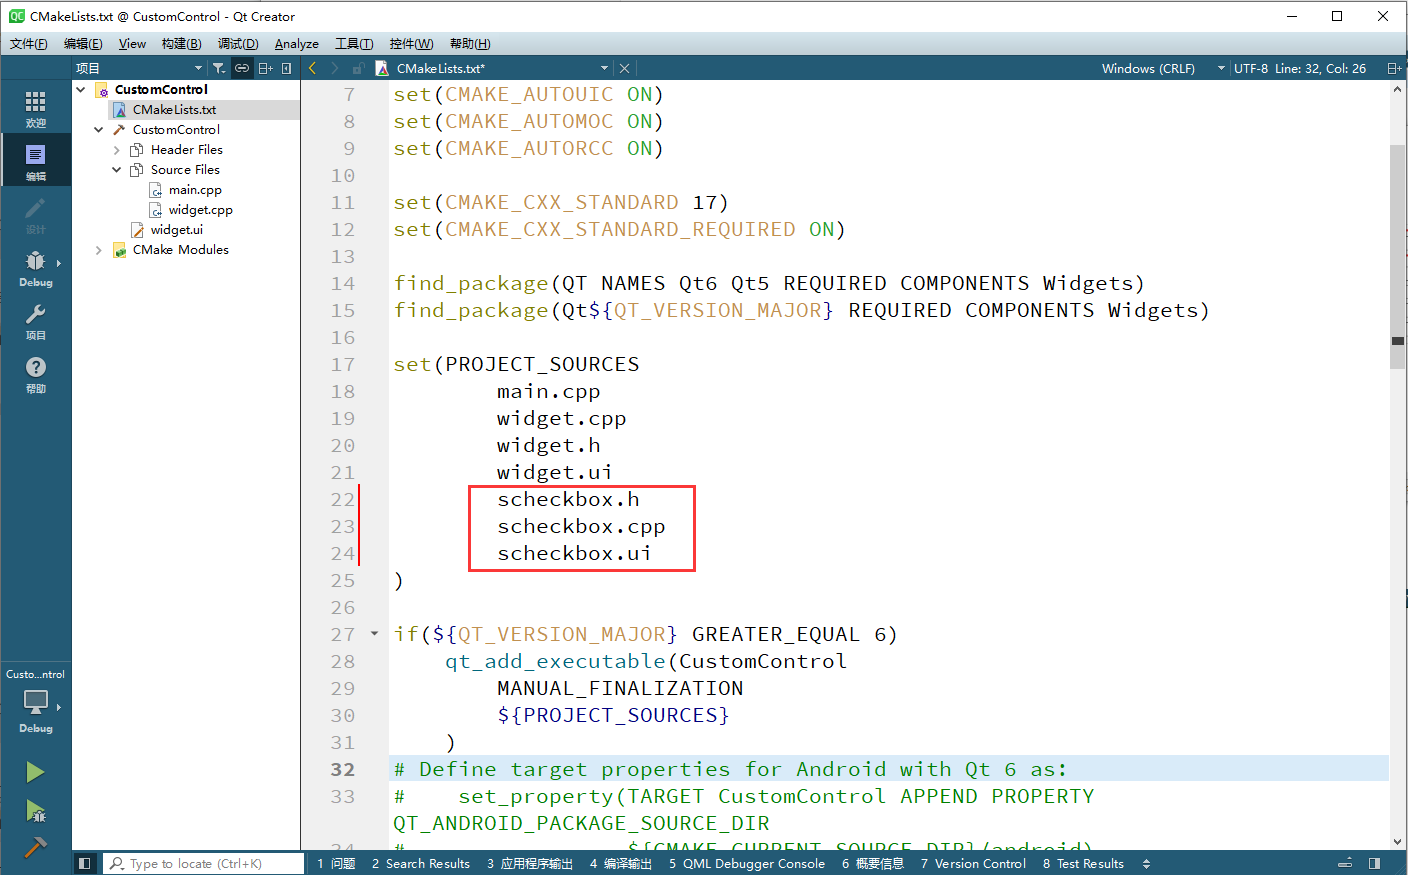 CMakeLists.txt @ CustomControl - Qt Creator
文件(F) 编辑(E) View 构建(B) 调试(D) Analyze 工具(T) 控件(W) 帮助(H)
项目
CMakeLists.txt*
Windows (CRLF)
UTF-8 Line: 32, Col: 26
欢迎
编辑
设计
Debug
项目
帮助
Custo...ntrol
Debug
CustomControl
CMakeLists.txt
CustomControl
Header Files
Source Files
main.cpp
widget.cpp
widget.ui
CMake Modules
7 set(CMAKE_AUTOUIC ON)
8 set(CMAKE_AUTOMOC ON)
9 set(CMAKE_AUTORCC ON)
10
11 set(CMAKE_CXX_STANDARD 17)
12 set(CMAKE_CXX_STANDARD_REQUIRED ON)
13
14 find_package(QT NAMES Qt6 Qt5 REQUIRED COMPONENTS Widgets)
15 find_package(Qt${QT_VERSION_MAJOR} REQUIRED COMPONENTS Widgets)
16
17 set(PROJECT_SOURCES
18 main.cpp
19 widget.cpp
20 widget.h
21 widget.ui
22 scheckbox.h
23 scheckbox.cpp
24 scheckbox.ui
25 )
26
27 if(${QT_VERSION_MAJOR} GREATER_EQUAL 6)
28 qt_add_executable(CustomControl
29 MANUAL_FINALIZATION
30 ${PROJECT_SOURCES}
31 )
32 # Define target properties for Android with Qt 6 as:
33 # set_property(TARGET CustomControl APPEND PROPERTY
QT_ANDROID_PACKAGE_SOURCE_DIR
34 # ${CMAKE_CURRENT_SOURCE_DIR}/android)
Type to locate (Ctrl+K)
1 问题 2 Search Results 3 应用程序输出 4 编译输出 5 QML Debugger Console 6 概要信息 7 Version Control 8 Test Results